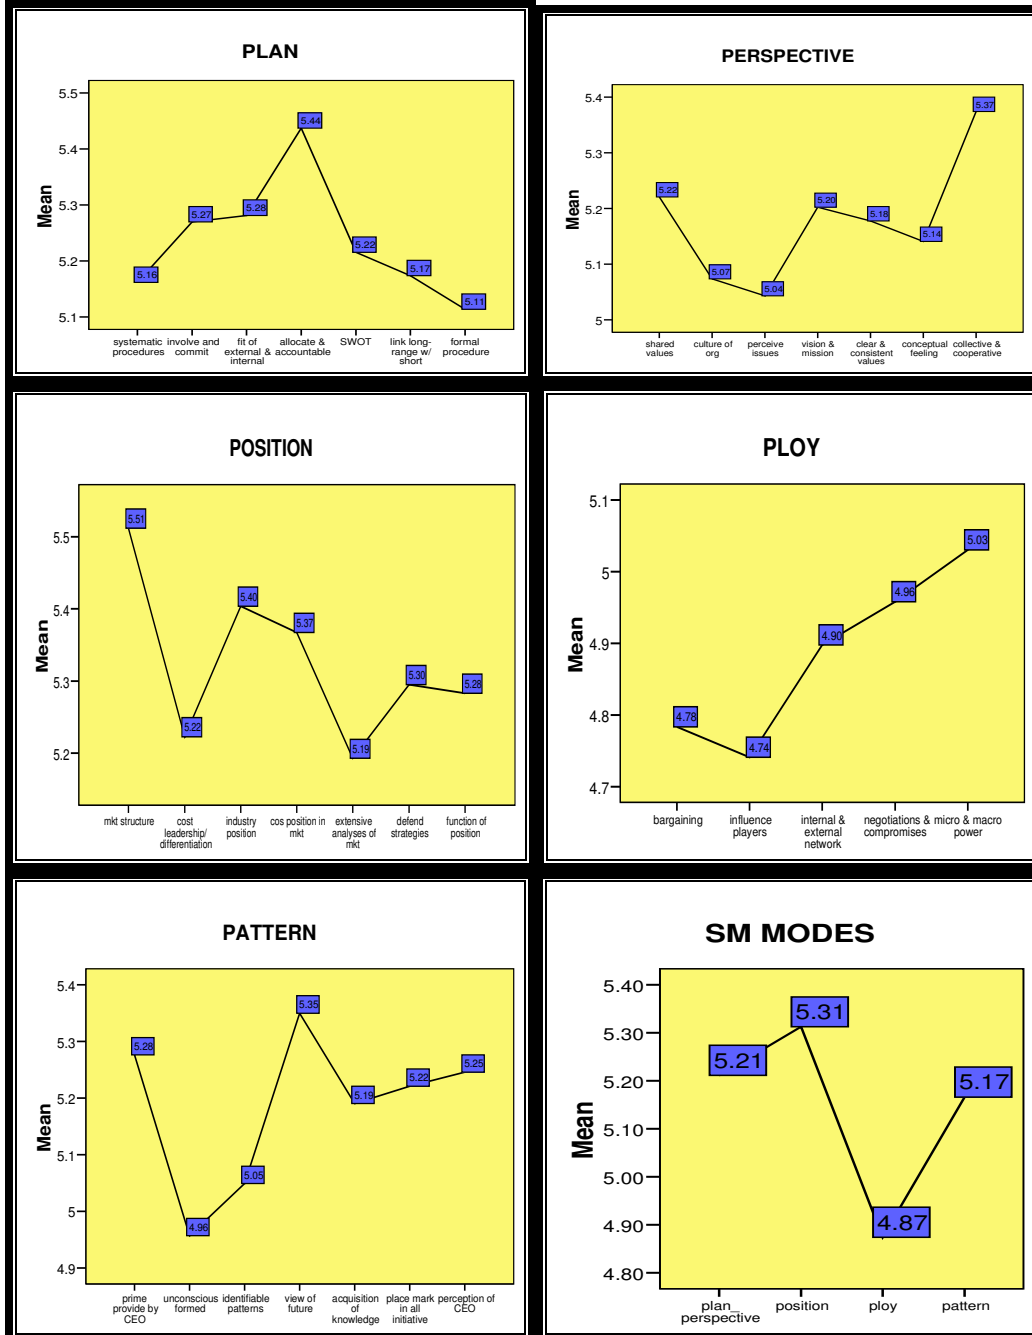 PLAN
Mean
5.5
5.4
5.3
5.2
5.1
5.16
5.27
5.28
5.44
5.22
5.17
5.11
systematic procedures
involve and commit
fit of external & internal
allocate & accountable
SWOT
link long-range w/ short
formal procedure
PERSPECTIVE
Mean
5.4
5.3
5.2
5.1
5
5.22
5.07
5.04
5.20
5.18
5.14
5.37
shared values
culture of org
perceive issues
vision & mission
clear & consistent values
conceptual feeling
collective & cooperative
POSITION
Mean
5.5
5.4
5.3
5.2
5.51
5.22
5.40
5.37
5.19
5.30
5.28
mkt structure
cost leadership/ differentiation
industry position
cos position in mkt
extensive analyses of mkt
defend strategies
function of position
PLOY
Mean
5.1
5
4.9
4.8
4.7
4.78
4.74
4.90
4.96
5.03
bargaining
influence players
internal & external network
negotiations & compromises
micro & macro power
PATTERN
Mean
5.4
5.3
5.2
5.1
5
4.9
5.28
4.96
5.05
5.35
5.19
5.22
5.25
prime provide by CEO
unconscious formed
identifiable patterns
view of future
acquisition of knowledge
place mark in all initiative
perception of CEO
SM MODES
Mean
5.40
5.30
5.20
5.10
5.00
4.90
4.80
5.21
5.31
4.87
5.17
plan_ perspective
position
ploy
pattern